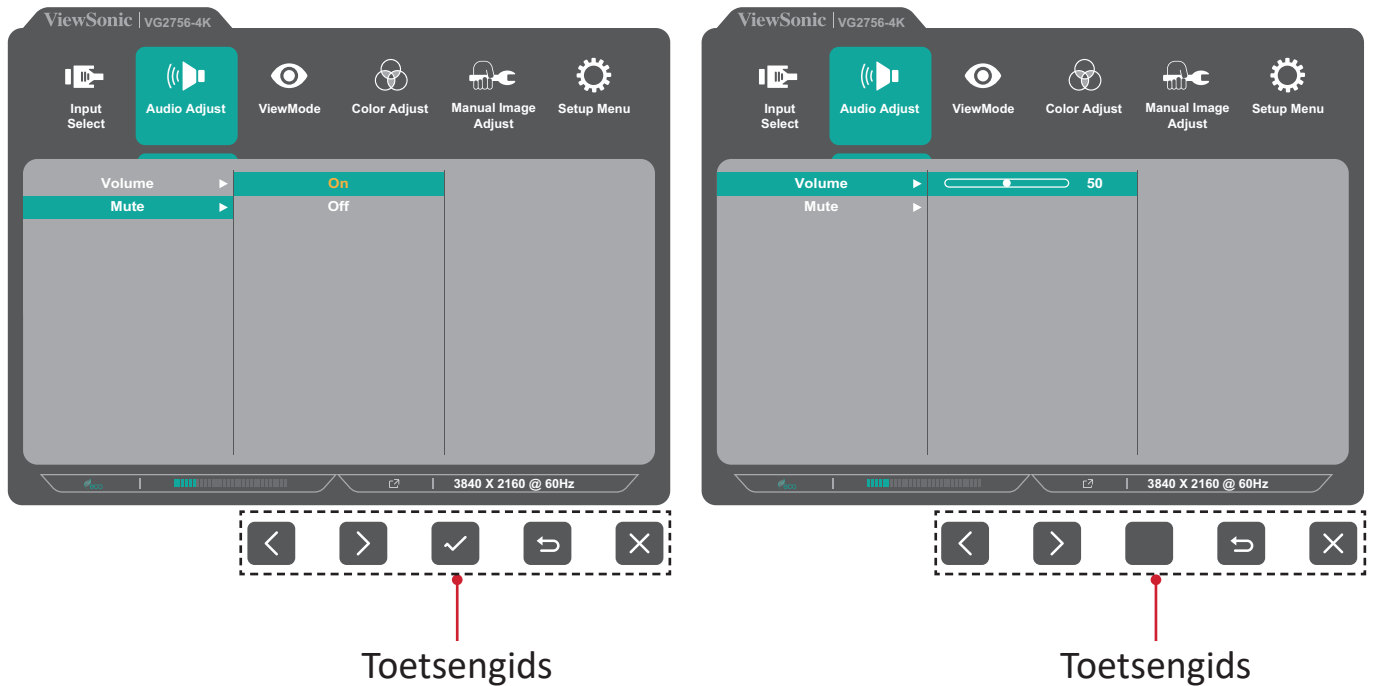 ViewSonic VG2756-4K
Input
Select
Audio Adjust
ViewMode
Color Adjust
Manual Image
Adjust
Setup Menu
Volume
On
Mute
Off
eco
3840 X 2160 @ 60Hz
Toetsengids
ViewSonic VG2756-4K
Input
Select
Audio Adjust
ViewMode
Color Adjust
Manual Image
Adjust
Setup Menu
Volume
50
Mute
eco
3840 X 2160 @ 60Hz
Toetsengids